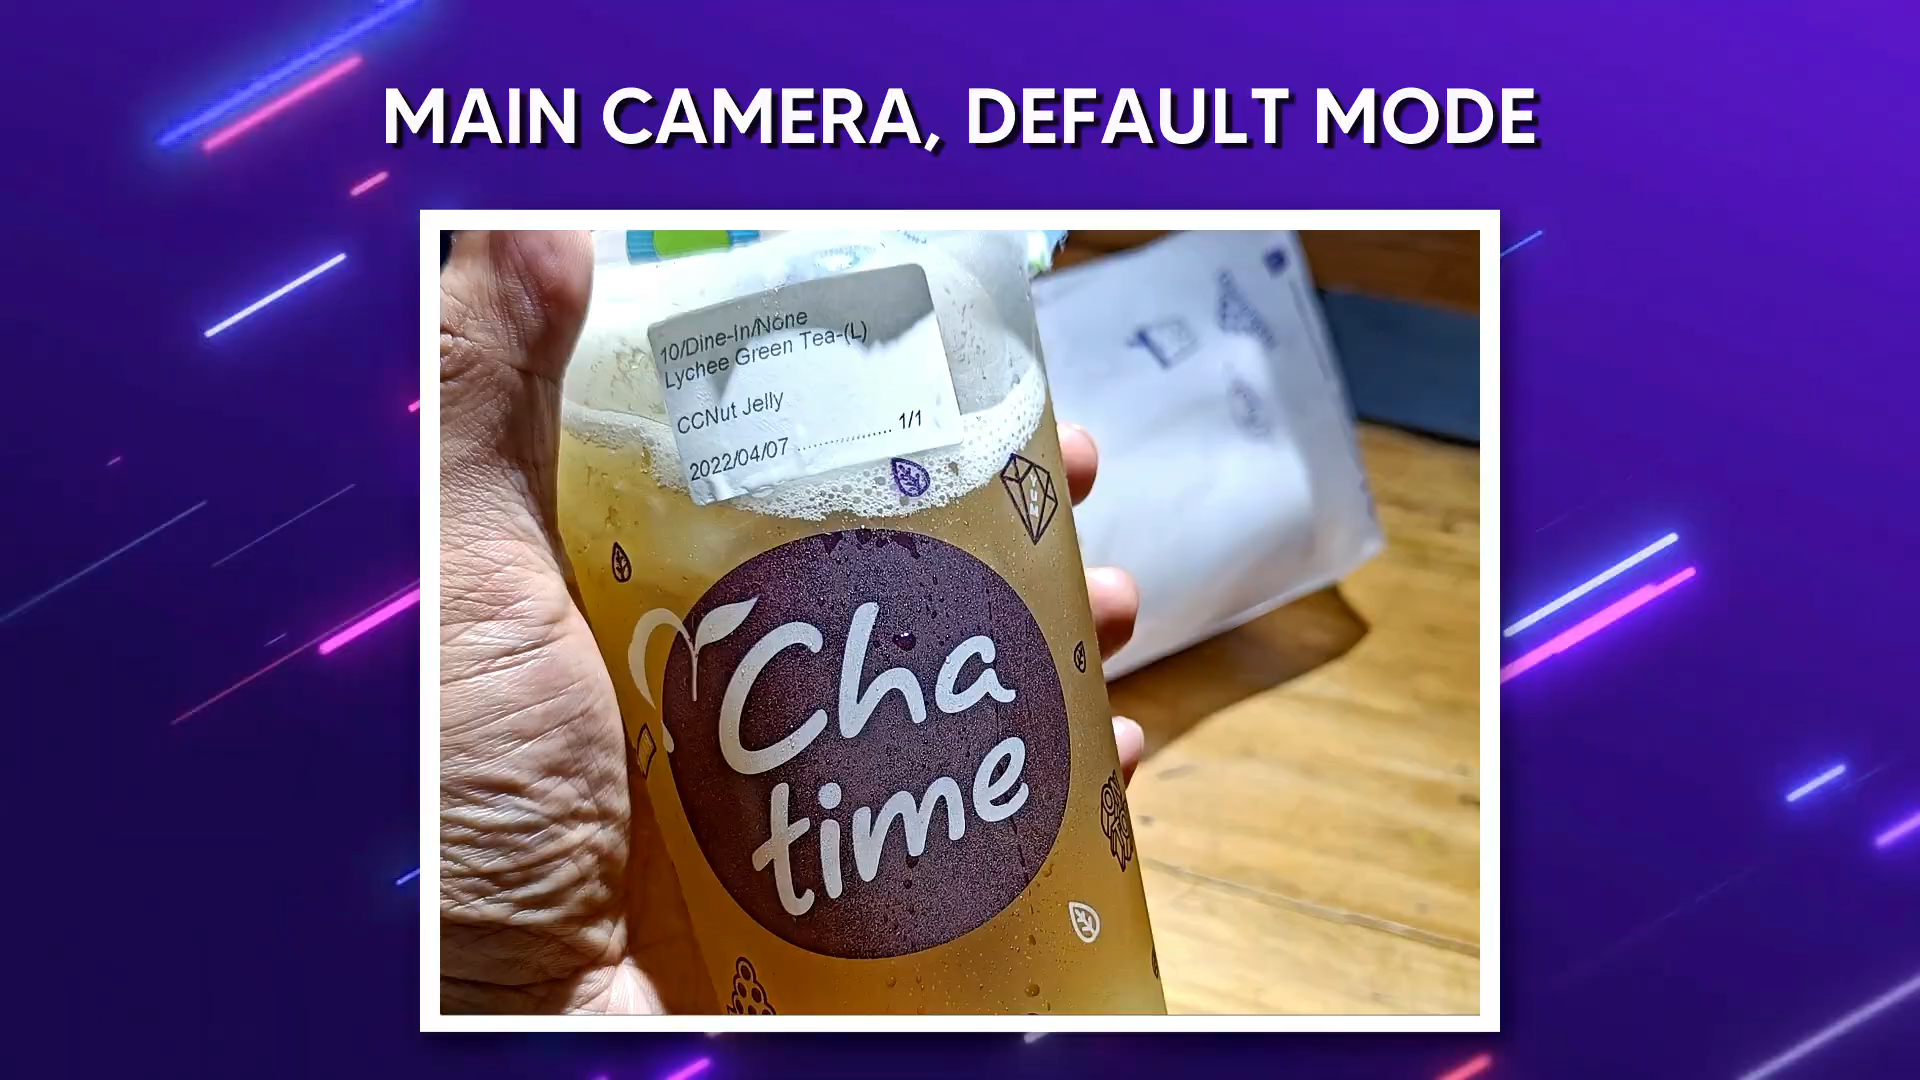 MAIN CAMERA, DEFAULT MODE
10/Dine-In/None
Lychee Green Tea-(L)
CCNut Jelly
2022/04/07 .................. 1/1
YUM
Cha
time